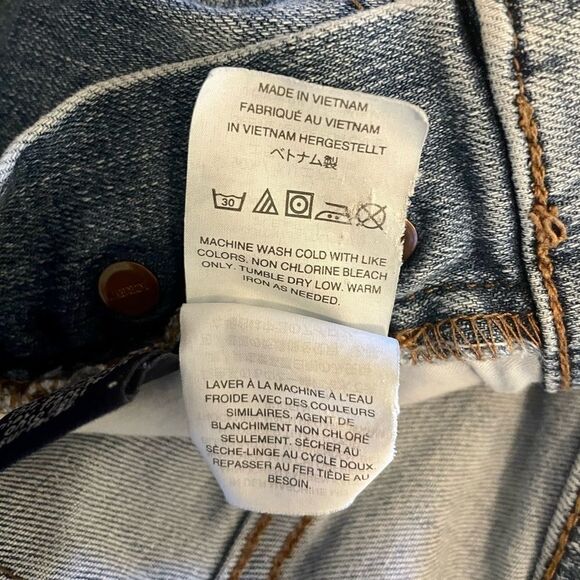 MADE IN VIETNAM
FABRIQUÉ AU VIETNAM
IN VIETNAM HERGESTELLT
ベトナム製
30
MACHINE WASH COLD WITH LIKE
COLORS. NON CHLORINE BLEACH
ONLY. TUMBLE DRY LOW. WARM
IRON AS NEEDED.
LAVER À LA MACHINE À L'EAU
FROIDE AVEC DES COULEURS
SIMILAIRES. AGENT DE
BLANCHIMENT NON CHLORÉ
SEULEMENT. SÉCHER AU
SÈCHE-LINGE AU CYCLE DOUX.
REPASSER AU FER TIÈDE AU
BESOIN.